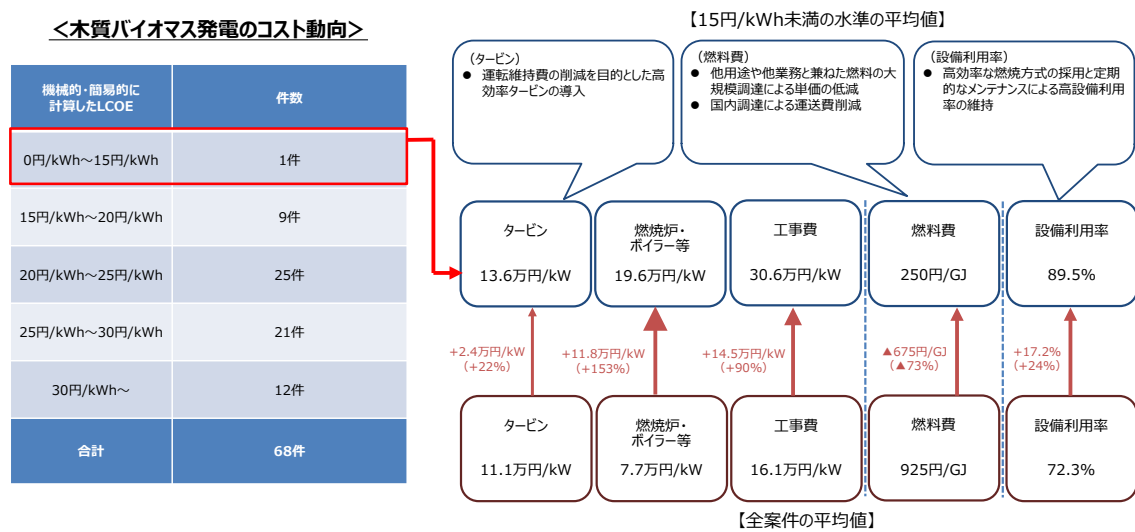 ＜木質バイオマス発電のコスト動向＞
機械的・簡易的に
計算したLCOE
件数
0円/kWh～15円/kWh
1件
15円/kWh～20円/kWh
9件
20円/kWh～25円/kWh
25件
25円/kWh～30円/kWh
21件
30円/kWh～
12件
合計
68件
【15円/kWh未満の水準の平均値】
（タービン）
● 運転維持費の削減を目的とした高
効率タービンの導入
（燃料費）
● 他用途や他業務と兼ねた燃料の大
規模調達による単価の低減
● 国内調達による運送費削減
（設備利用率）
● 高効率な燃焼方式の採用と定期
的なメンテナンスによる高設備利用
率の維持
タービン
13.6万円/kW
燃焼炉・
ボイラー等
19.6万円/kW
工事費
30.6万円/kW
燃料費
250円/GJ
設備利用率
89.5%
+2.4万円/kW
(+22%)
+11.8万円/kW
(+153%)
+14.5万円/kW
(+90%)
▲675円/GJ
(▲73%)
+17.2%
(+24%)
タービン
11.1万円/kW
燃焼炉・
ボイラー等
7.7万円/kW
工事費
16.1万円/kW
燃料費
925円/GJ
設備利用率
72.3%
【全案件の平均値】